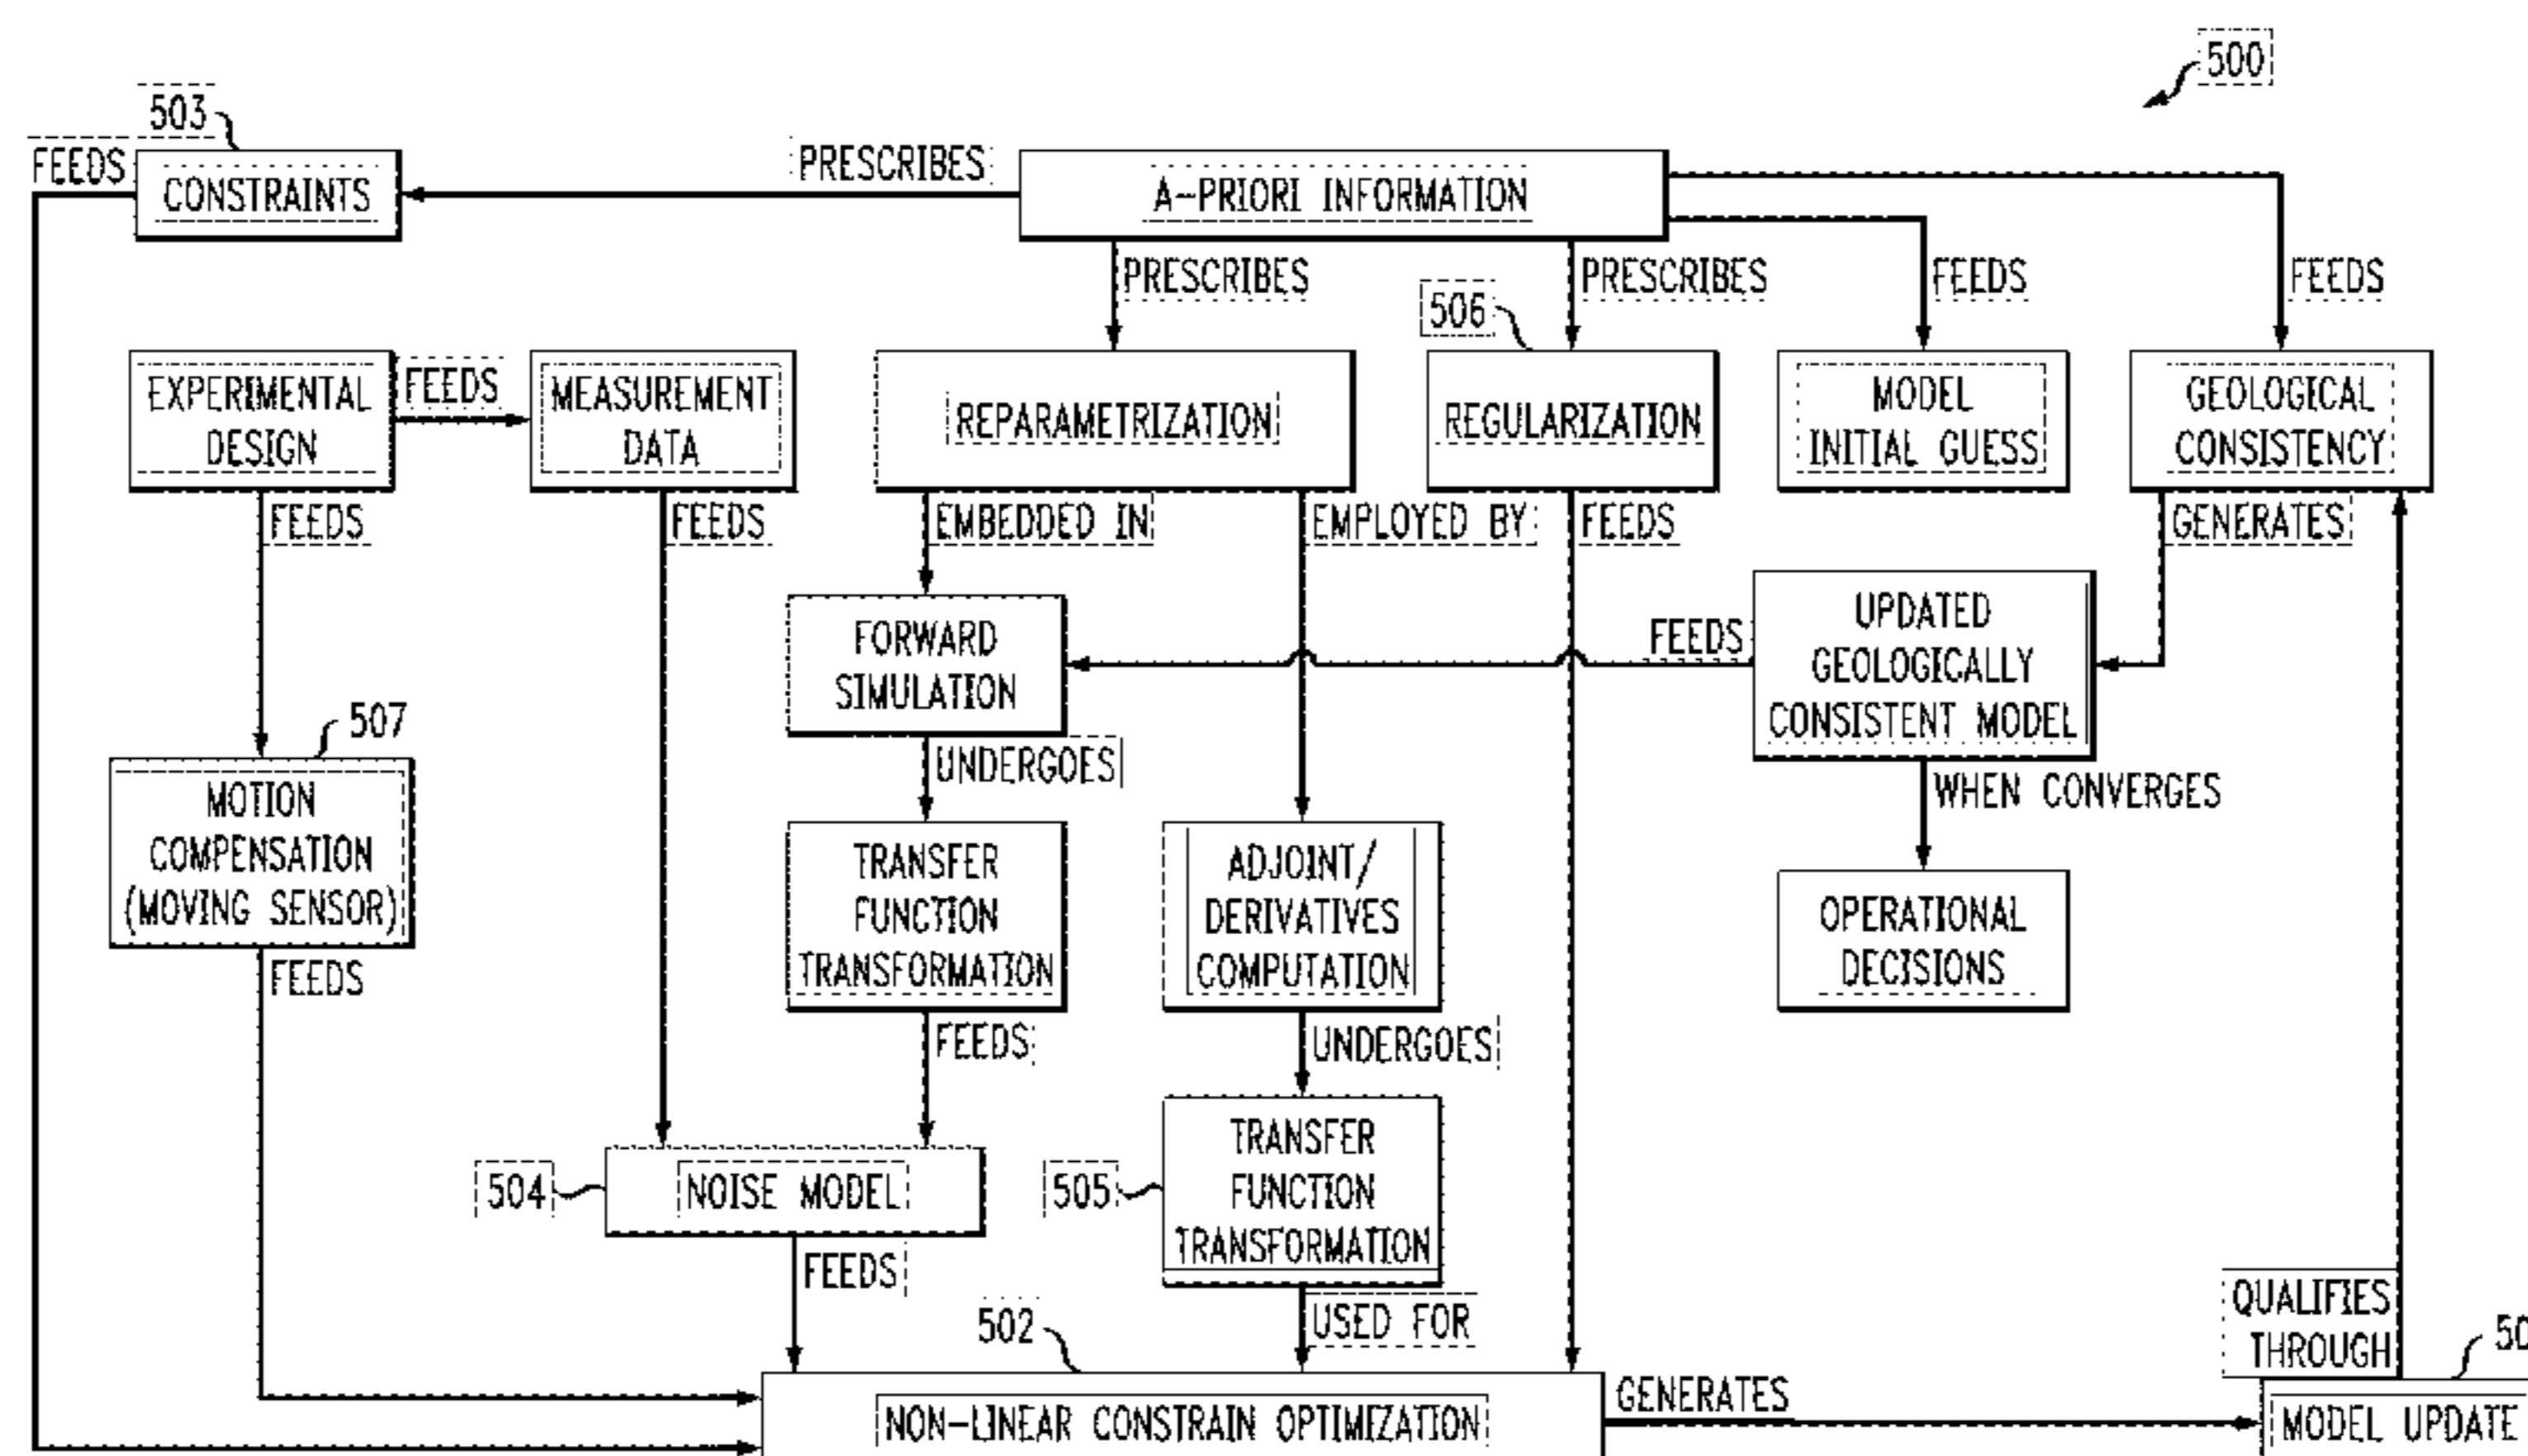 500
503
FEEDS
CONSTRAINTS
PRESCRIBES
A-PRIORI INFORMATION
PRESCRIBES
PRESCRIBES
FEEDS
FEEDS
506
EXPERIMENTAL
DESIGN
FEEDS
MEASUREMENT
DATA
REPARAMETRIZATION
REGULARIZATION
MODEL
INITIAL GUESS
GEOLOGICAL
CONSISTENCY
FEEDS
FEEDS
EMBEDDED IN
EMPLOYED BY
FEEDS
GENERATES
FORWARD
SIMULATION
FEEDS
UPDATED
GEOLOGICALLY
CONSISTENT MODEL
507
UNDERGOES
WHEN CONVERGES
MOTION
COMPENSATION
(MOVING SENSOR)
TRANSFER
FUNCTION
TRANSFORMATION
ADJOINT/
DERIVATIVES
COMPUTATION
OPERATIONAL
DECISIONS
FEEDS
FEEDS
UNDERGOES
504
NOISE MODEL
505
TRANSFER
FUNCTION
TRANSFORMATION
FEEDS
USED FOR
QUALIFIES
THROUGH
502
NON-LINEAR CONSTRAIN OPTIMIZATION
GENERATES
MODEL UPDATE